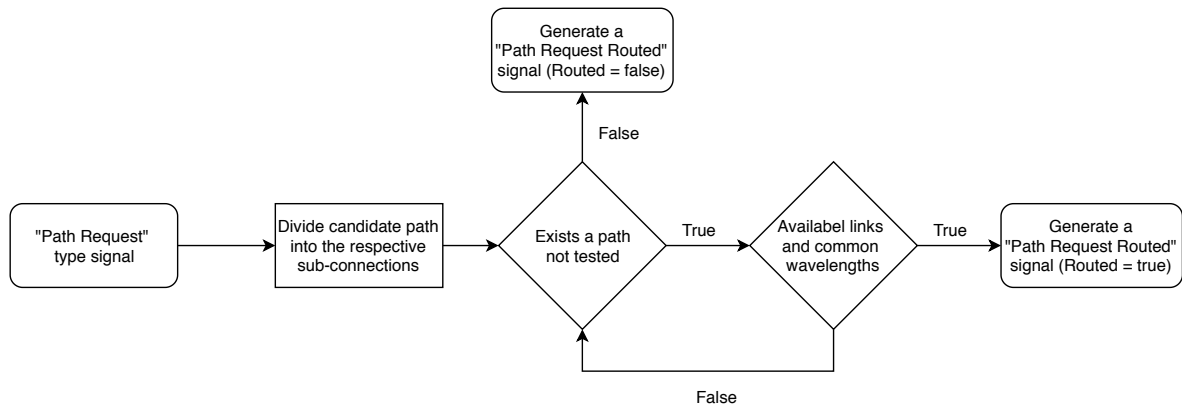 Generate a
"Path Request Routed"
signal (Routed = false)
False
"Path Request"
type signal
Divide candidate path
into the respective
sub-connections
Exists a path
not tested
True
Availabel links
and common
wavelengths
True
Generate a
"Path Request Routed"
signal (Routed = true)
False